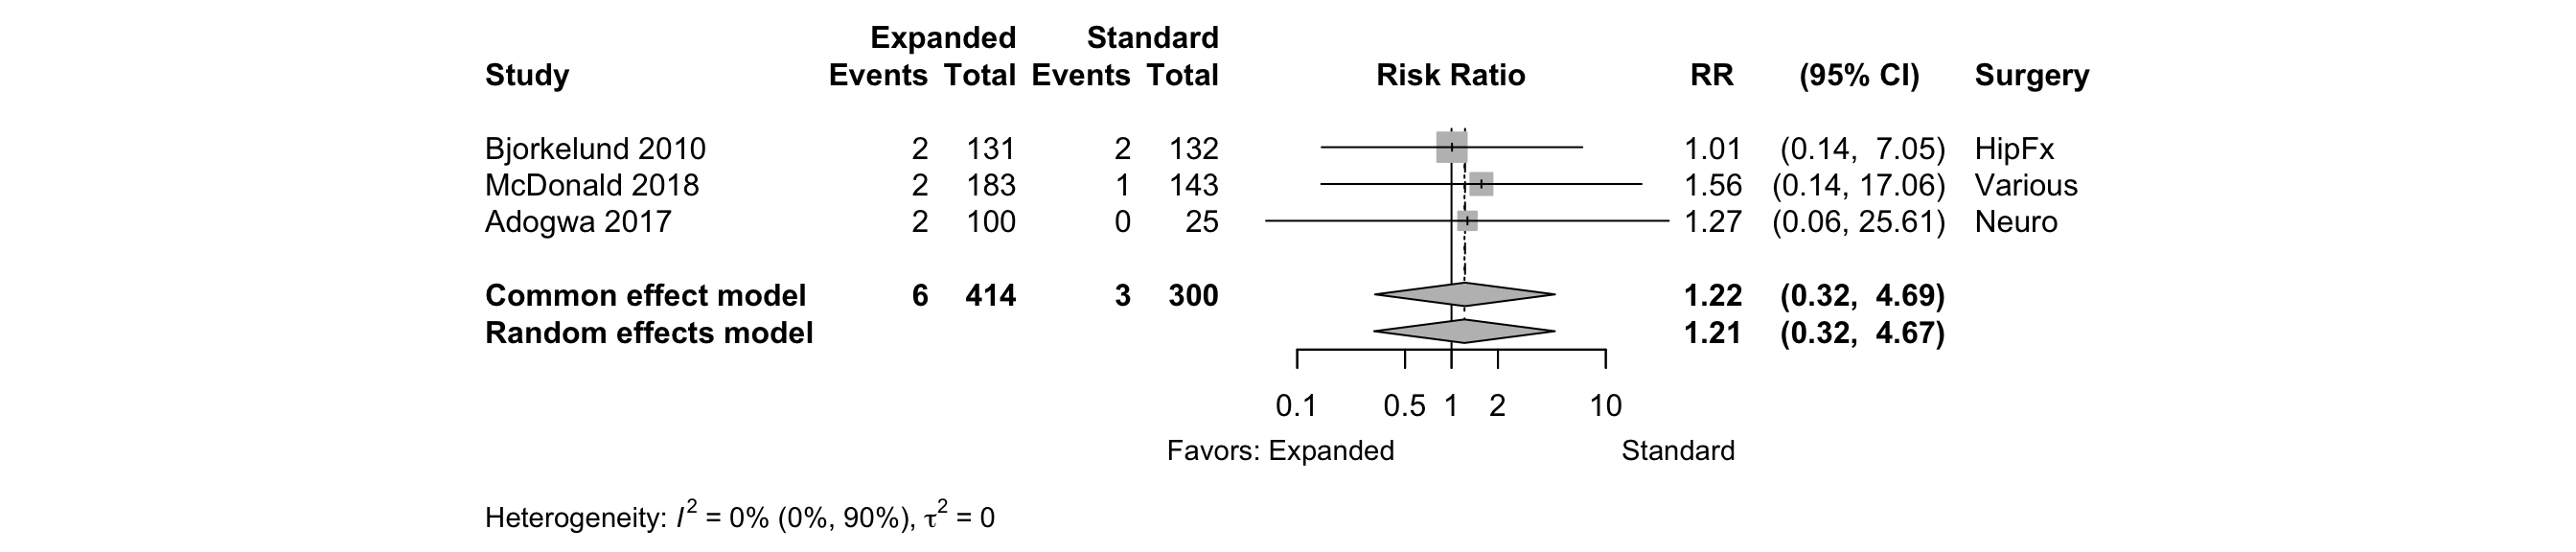 Expanded Standard
Study Events Total Events Total Risk Ratio RR (95% CI) Surgery
Bjorkelund 2010 2 131 2 132 1.01 (0.14, 7.05) HipFx
McDonald 2018 2 183 1 143 1.56 (0.14, 17.06) Various
Adogwa 2017 2 100 0 25 1.27 (0.06, 25.61) Neuro
Common effect model 6 414 3 300 1.22 (0.32, 4.69)
Random effects model 1.21 (0.32, 4.67)
0.1 0.5 1 2 10
Favors: Expanded Standard
Heterogeneity: I² = 0% (0%, 90%), τ² = 0